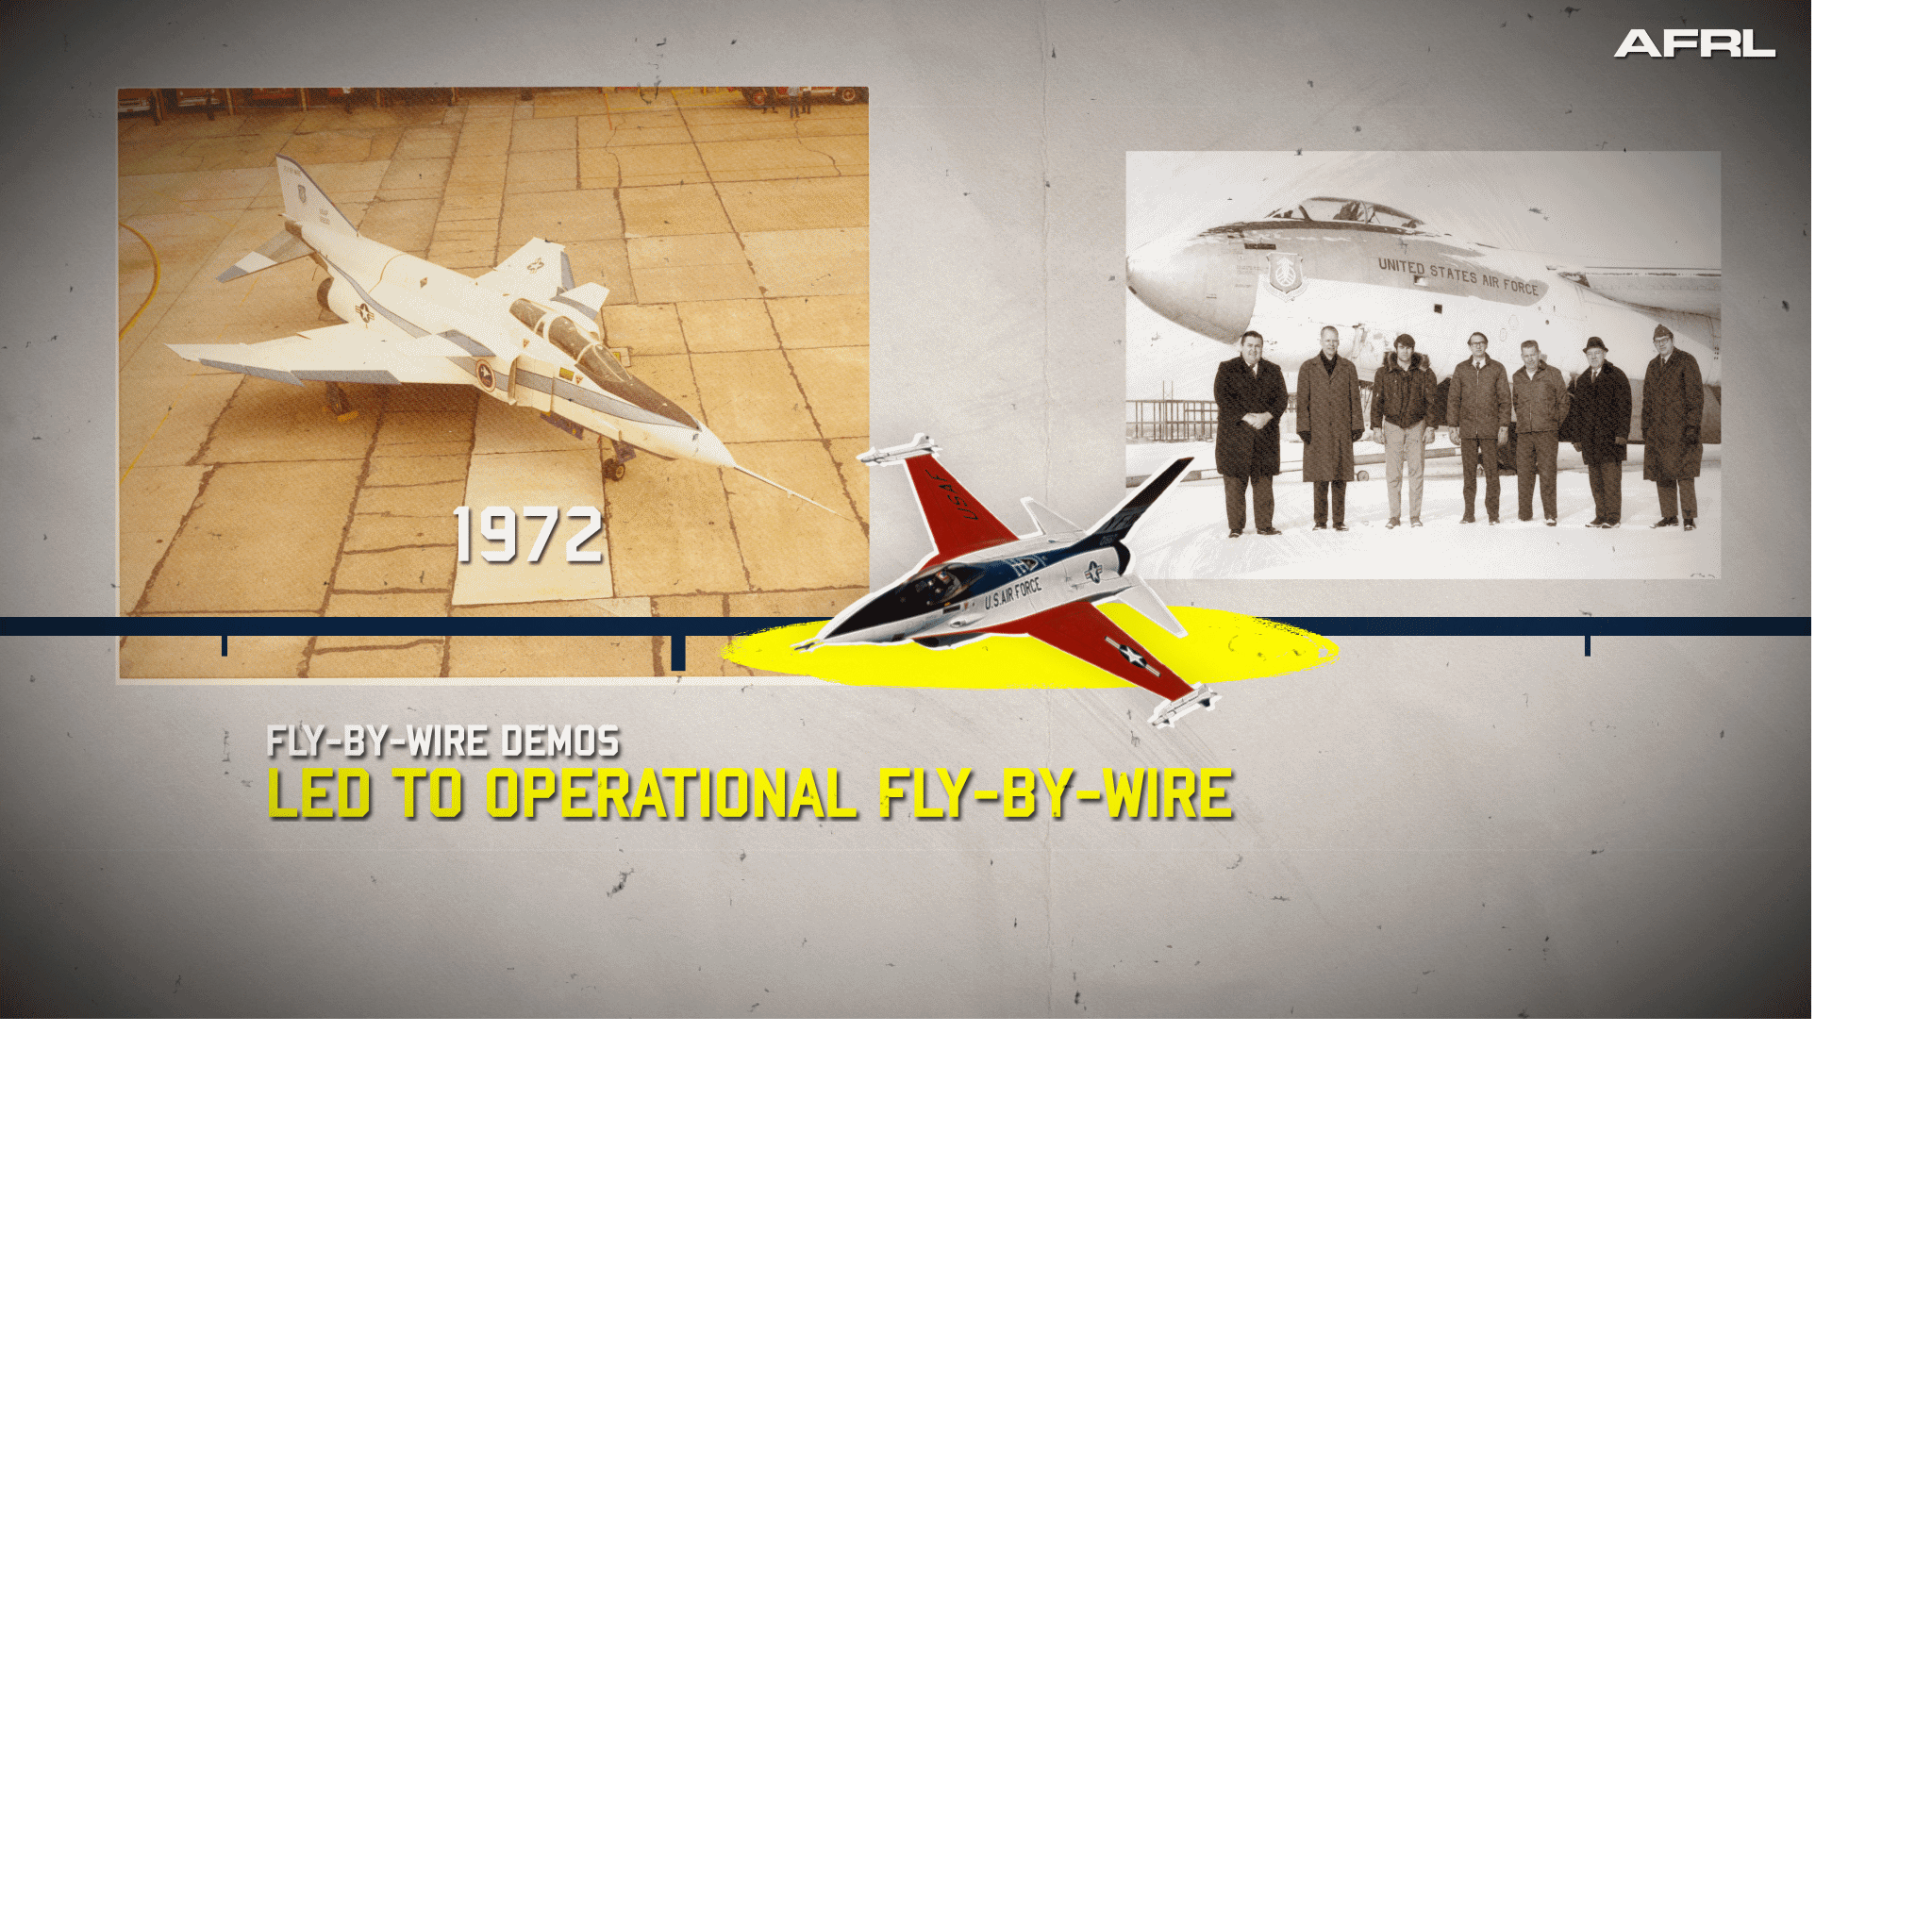 AFRL
UNITED STATES AIR FORCE
1972
USAF
U.S. AIR FORCE
FLY-BY-WIRE DEMOS
LED TO OPERATIONAL FLY-BY-WIRE